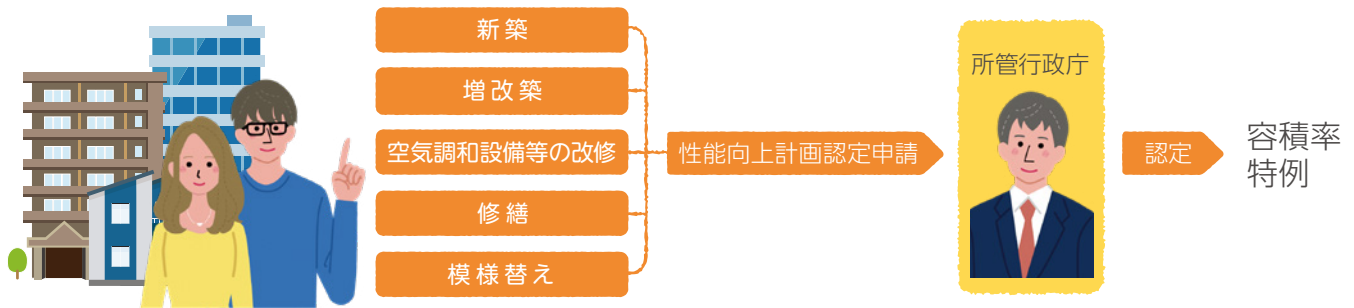 新築
増改築
空気調和設備等の改修
修繕
模様替え
性能向上計画認定申請
所管行政庁
認定
容積率
特例